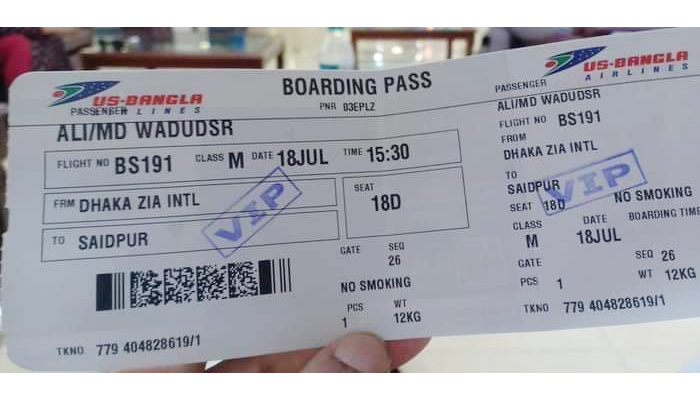 US-BANGLA
AIRLINES
BOARDING PASS
PASSENGER
PNR 03EPLZ
ALI/MD WADUDSR
FLIGHT NO BS191 CLASS M DATE 18JUL TIME 15:30
FRM DHAKA ZIA INTL
SEAT
18D
TO SAIDPUR
VIP
GATE SEQ
26
NO SMOKING
PCS WT
1 12KG
TKNO 779 404828619/1
US-BANGLA
AIRLINES
PASSENGER
ALI/MD WADUDSR
FLIGHT NO BS191
FROM
DHAKA ZIA INTL
TO
SAIDPUR
VIP
SEAT 18D NO SMOKING
CLASS DATE BOARDING TIME
M 18JUL
GATE SEQ 26
PCS 1 WT 12KG
TKNO 779 404828619/1